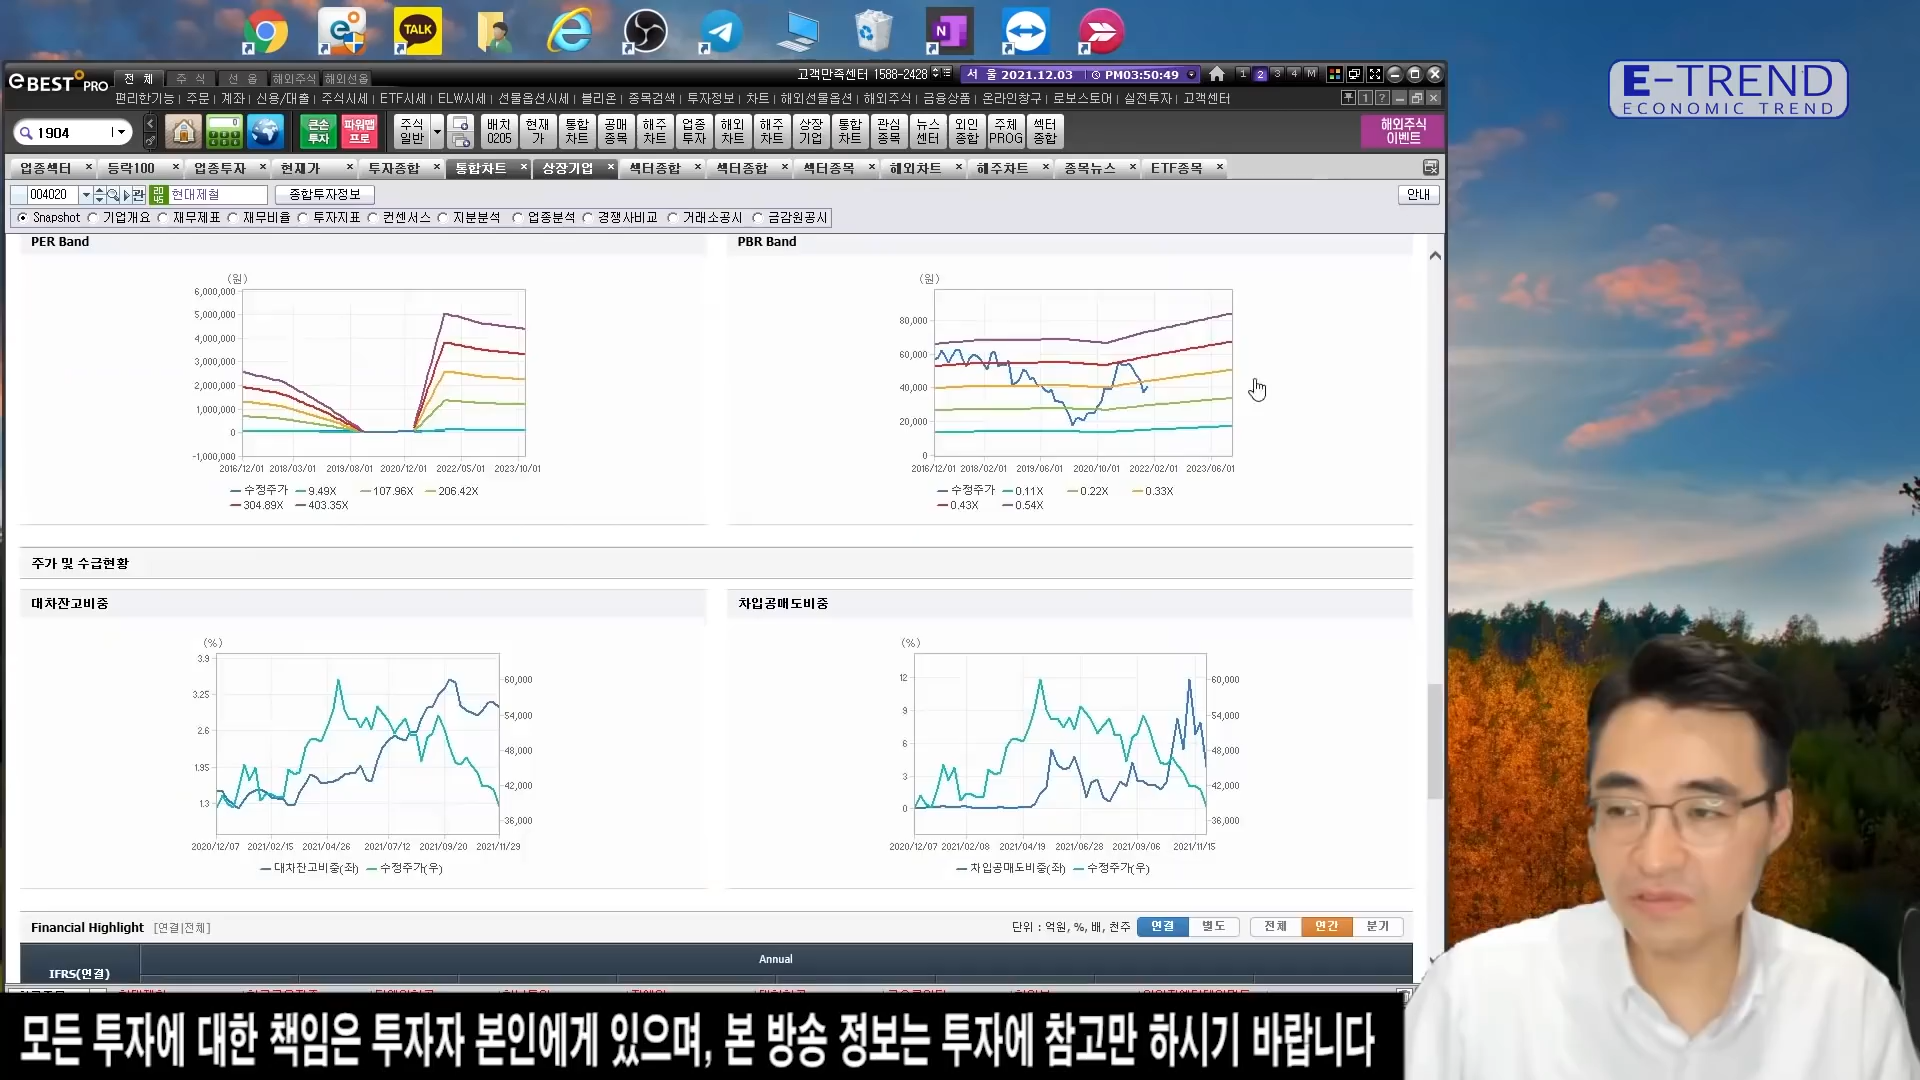 TALK
N
eBEST PRO
전 체
주 식
선 옵
해외주식
해외선옵
고객만족센터 1588-2428
서 울 2021.12.03
PM03:50:49
1 2 3 4 M
편리한기능 | 주문 | 계좌 | 신용/대출 | 주식시세 | ETF시세 | ELW시세 | 선물옵션시세 | 불리온 | 종목검색 | 투자정보 | 차트 | 해외선물옵션 | 해외주식 | 금융상품 | 온라인창구 | 로보스토어 | 실전투자 | 고객센터
1904
큰손 투자
파워맵 프로
주식 일반
배치 0205
현재 가
통합 차트
공매 종목
해주 차트
업종 투자
해외 차트
해주 차트
상장 기업
통합 차트
관심 종목
뉴스 센터
외인 종합
주체 PROG
섹터 종합
해외주식 이벤트
업종섹터
등락100
업종투자
현재가
투자종합
통합차트
상장기업
섹터종합
섹터종합
섹터종목
해외차트
해주차트
종목뉴스
ETF종목
004020
관
20 45
현대제철
종합투자정보
안내
Snapshot
기업개요
재무제표
재무비율
투자지표
컨센서스
지분분석
업종분석
경쟁사비교
거래소공시
금감원공시
PER Band
(원)
6,000,000
5,000,000
4,000,000
3,000,000
2,000,000
1,000,000
0
-1,000,000
2016/12/01 2018/03/01 2019/08/01 2020/12/01 2022/05/01 2023/10/01
수정주가 9.49X 107.96X 206.42X
304.89X 403.35X
PBR Band
(원)
80,000
60,000
40,000
20,000
0
2016/12/01 2018/02/01 2019/06/01 2020/10/01 2022/02/01 2023/06/01
수정주가 0.11X 0.22X 0.33X
0.43X 0.54X
주가 및 수급현황
대차잔고비중
(%)
3.9
3.25
2.6
1.95
1.3
60,000
54,000
48,000
42,000
36,000
2020/12/07 2021/02/15 2021/04/26 2021/07/12 2021/09/20 2021/11/29
대차잔고비중(좌) 수정주가(우)
차입공매도비중
(%)
12
9
6
3
0
60,000
54,000
48,000
42,000
36,000
2020/12/07 2021/02/08 2021/04/19 2021/06/28 2021/09/06 2021/11/15
차입공매도비중(좌) 수정주가(우)
Financial Highlight [연결|전체]
단위 : 억원, %, 배, 천주
연결
별도
전체
연간
분기
IFRS(연결)
Annual
E-TREND
ECONOMIC TREND
모든 투자에 대한 책임은 투자자 본인에게 있으며, 본 방송 정보는 투자에 참고만 하시기 바랍니다